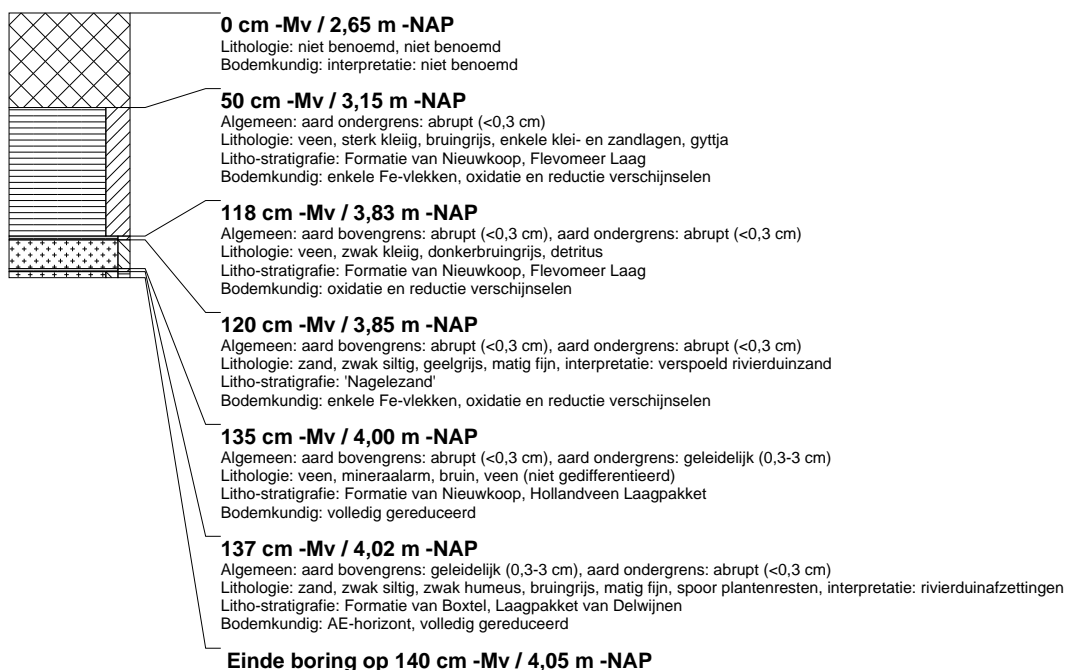 0 cm -Mv / 2,65 m -NAP
Lithologie: niet benoemd, niet benoemd
Bodemkundig: interpretatie: niet benoemd
50 cm -Mv / 3,15 m -NAP
Algemeen: aard ondergrens: abrupt (<0,3 cm)
Lithologie: veen, sterk kleiig, bruingrijs, enkele klei- en zandlagen, gyttja
Litho-stratigrafie: Formatie van Nieuwkoop, Flevomeer Laag
Bodemkundig: enkele Fe-vlekken, oxidatie en reductie verschijnselen
118 cm -Mv / 3,83 m -NAP
Algemeen: aard bovengrens: abrupt (<0,3 cm), aard ondergrens: abrupt (<0,3 cm)
Lithologie: veen, zwak kleiig, donkerbruingrijs, detritus
Litho-stratigrafie: Formatie van Nieuwkoop, Flevomeer Laag
Bodemkundig: oxidatie en reductie verschijnselen
120 cm -Mv / 3,85 m -NAP
Algemeen: aard bovengrens: abrupt (<0,3 cm), aard ondergrens: abrupt (<0,3 cm)
Lithologie: zand, zwak siltig, geelgrijs, matig fijn, interpretatie: verspoeld rivierduinzand
Litho-stratigrafie: 'Nagelezand'
Bodemkundig: enkele Fe-vlekken, oxidatie en reductie verschijnselen
135 cm -Mv / 4,00 m -NAP
Algemeen: aard bovengrens: abrupt (<0,3 cm), aard ondergrens: geleidelijk (0,3-3 cm)
Lithologie: veen, mineraalarm, bruin, veen (niet gedifferentieerd)
Litho-stratigrafie: Formatie van Nieuwkoop, Hollandveen Laagpakket
Bodemkundig: volledig gereduceerd
137 cm -Mv / 4,02 m -NAP
Algemeen: aard bovengrens: geleidelijk (0,3-3 cm), aard ondergrens: abrupt (<0,3 cm)
Lithologie: zand, zwak siltig, zwak humeus, bruingrijs, matig fijn, spoor plantenresten, interpretatie: rivierduinafzettingen
Litho-stratigrafie: Formatie van Boxtel, Laagpakket van Delwijnen
Bodemkundig: AE-horizont, volledig gereduceerd
Einde boring op 140 cm -Mv / 4,05 m -NAP